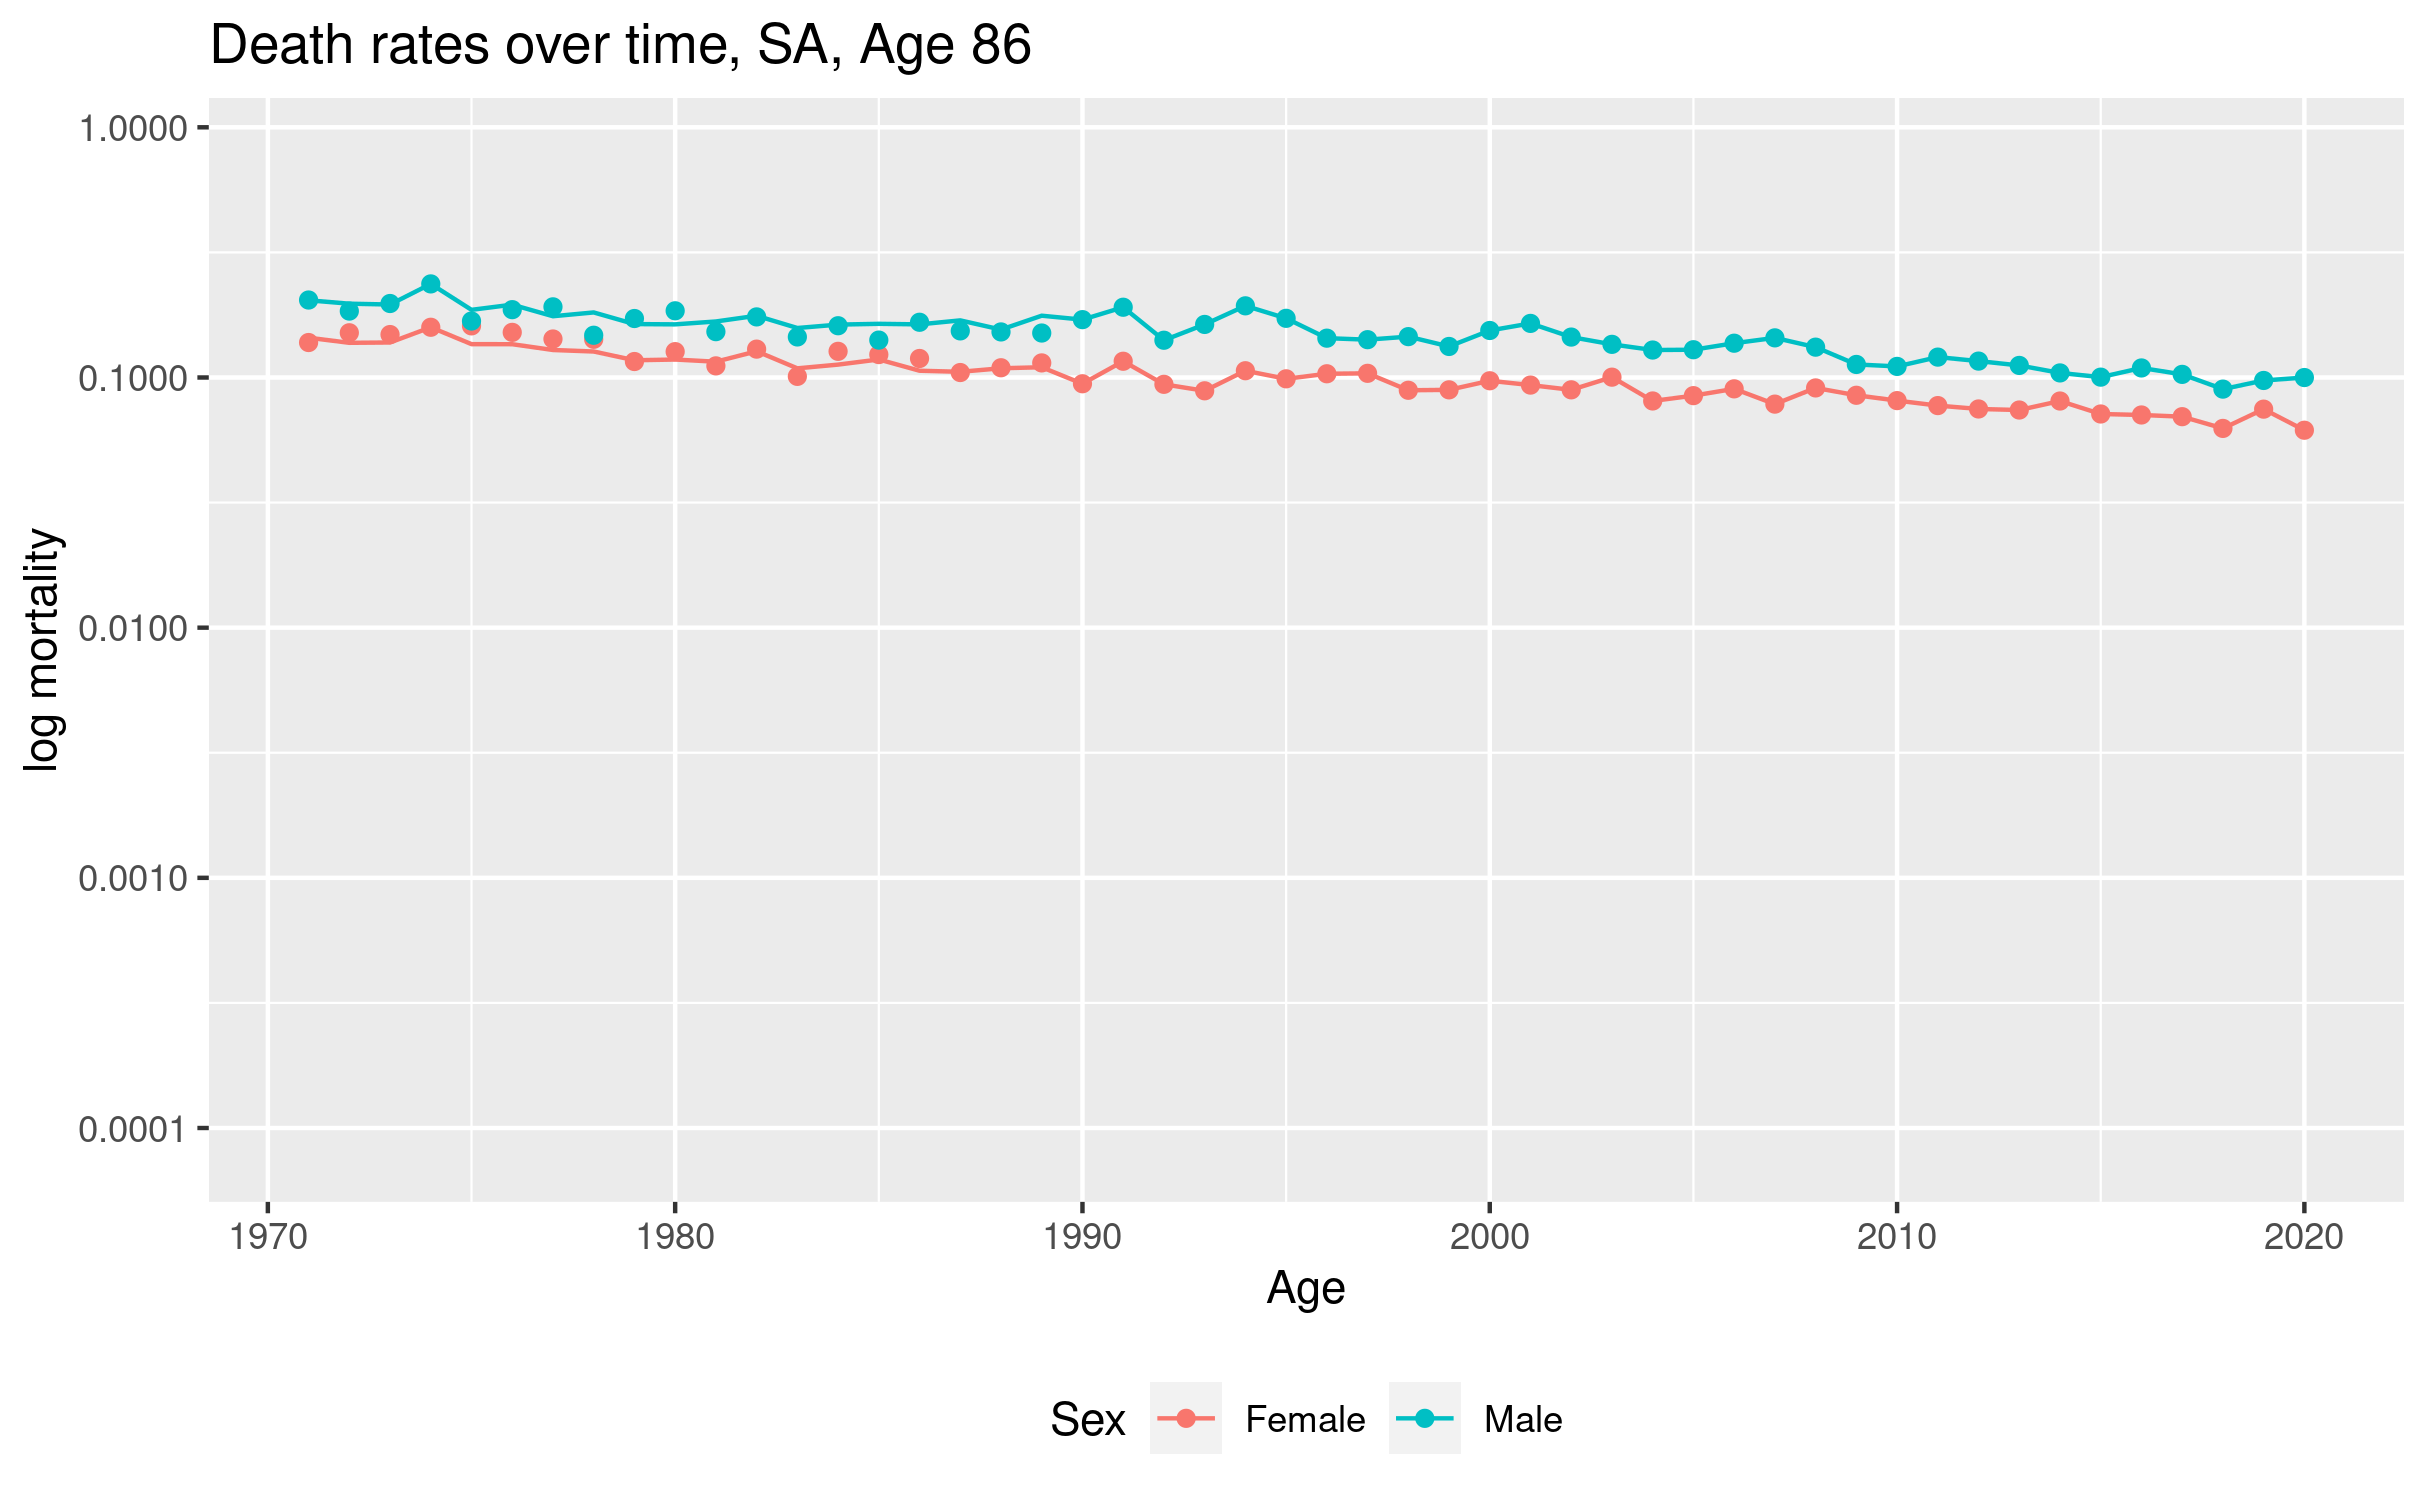 Death rates over time, SA, Age 86
1.0000
0.1000
0.0100
0.0010
0.0001
log mortality
1970 1980 1990 2000 2010 2020
Age
Sex Female Male